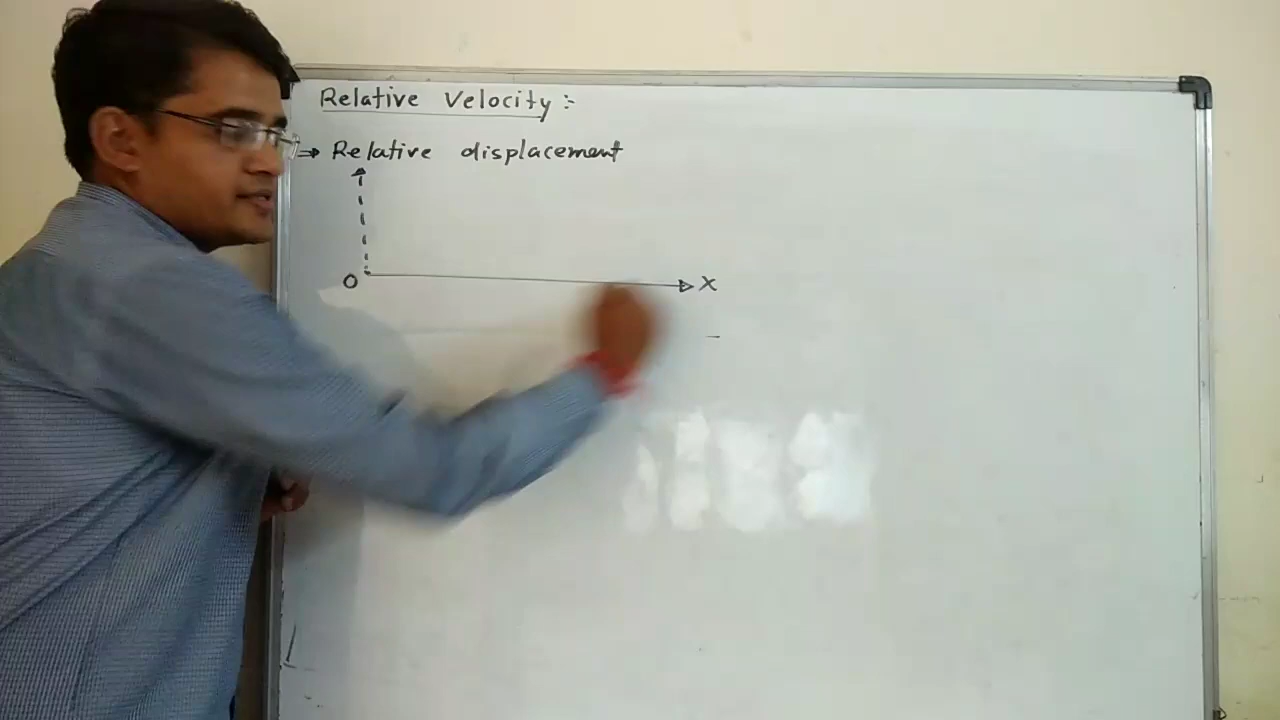 Relative Velocity :-
⇒ Relative displacement
O X